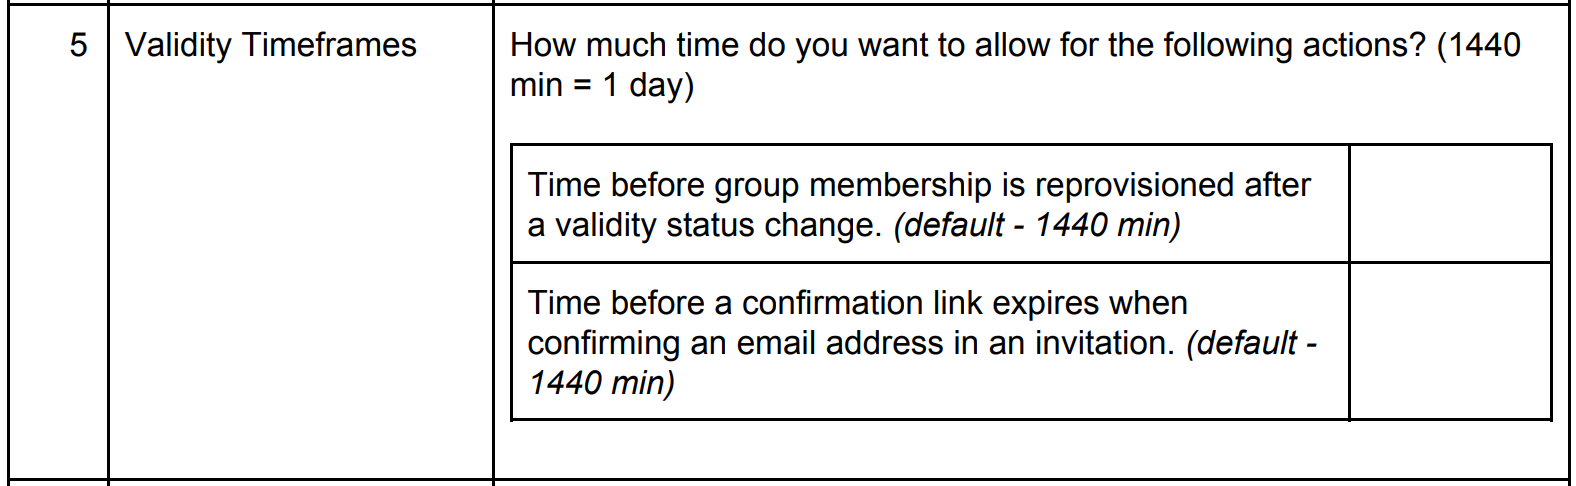 5
Validity Timeframes
How much time do you want to allow for the following actions? (1440
min = 1 day)
Time before group membership is reprovisioned after
a validity status change. (default - 1440 min)
Time before a confirmation link expires when
confirming an email address in an invitation. (default -
1440 min)